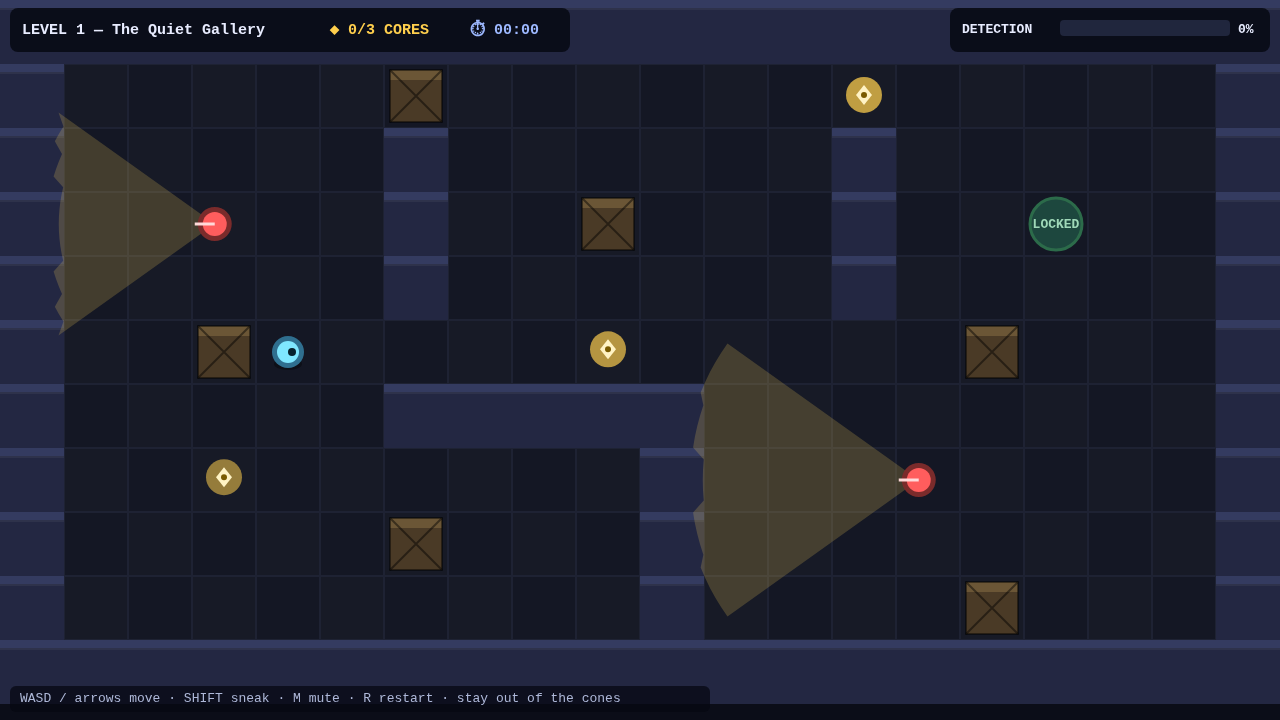 LEVEL 1 — The Quiet Gallery
◆ 0/3 CORES
⏱ 00:00
DETECTION
0%
LOCKED
WASD / arrows move · SHIFT sneak · M mute · R restart · stay out of the cones